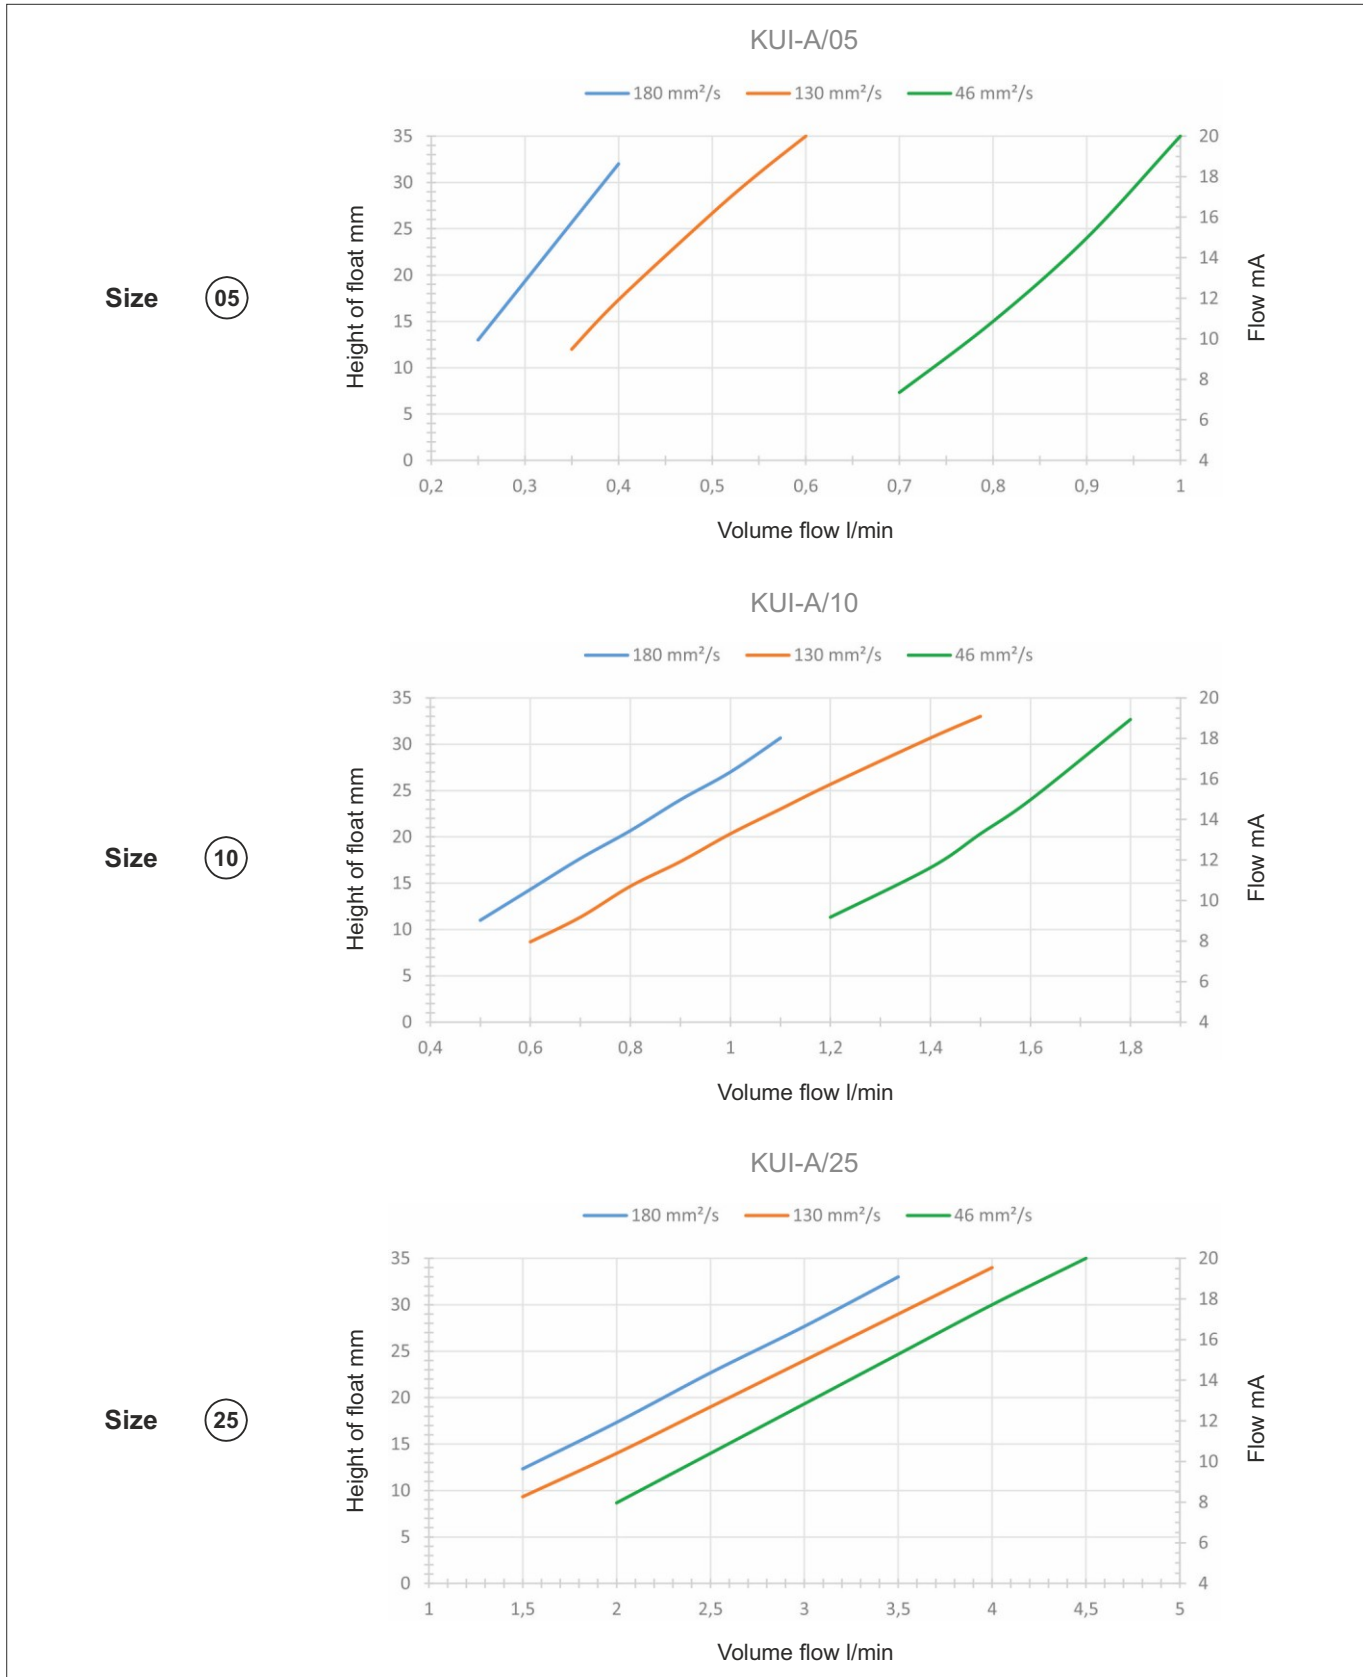 KUI-A/05
180 mm²/s 130 mm²/s 46 mm²/s
35 20
30 18
25 16
20 14
15 12
10 10
5 8
0 6
4
Height of float mm
Flow mA
Size 05
0,2 0,3 0,4 0,5 0,6 0,7 0,8 0,9 1
Volume flow l/min
KUI-A/10
180 mm²/s 130 mm²/s 46 mm²/s
35 20
30 18
25 16
20 14
15 12
10 10
5 8
0 6
4
Height of float mm
Flow mA
Size 10
0,4 0,6 0,8 1 1,2 1,4 1,6 1,8
Volume flow l/min
KUI-A/25
180 mm²/s 130 mm²/s 46 mm²/s
35 20
30 18
25 16
20 14
15 12
10 10
5 8
0 6
4
Height of float mm
Flow mA
Size 25
1 1,5 2 2,5 3 3,5 4 4,5 5
Volume flow l/min